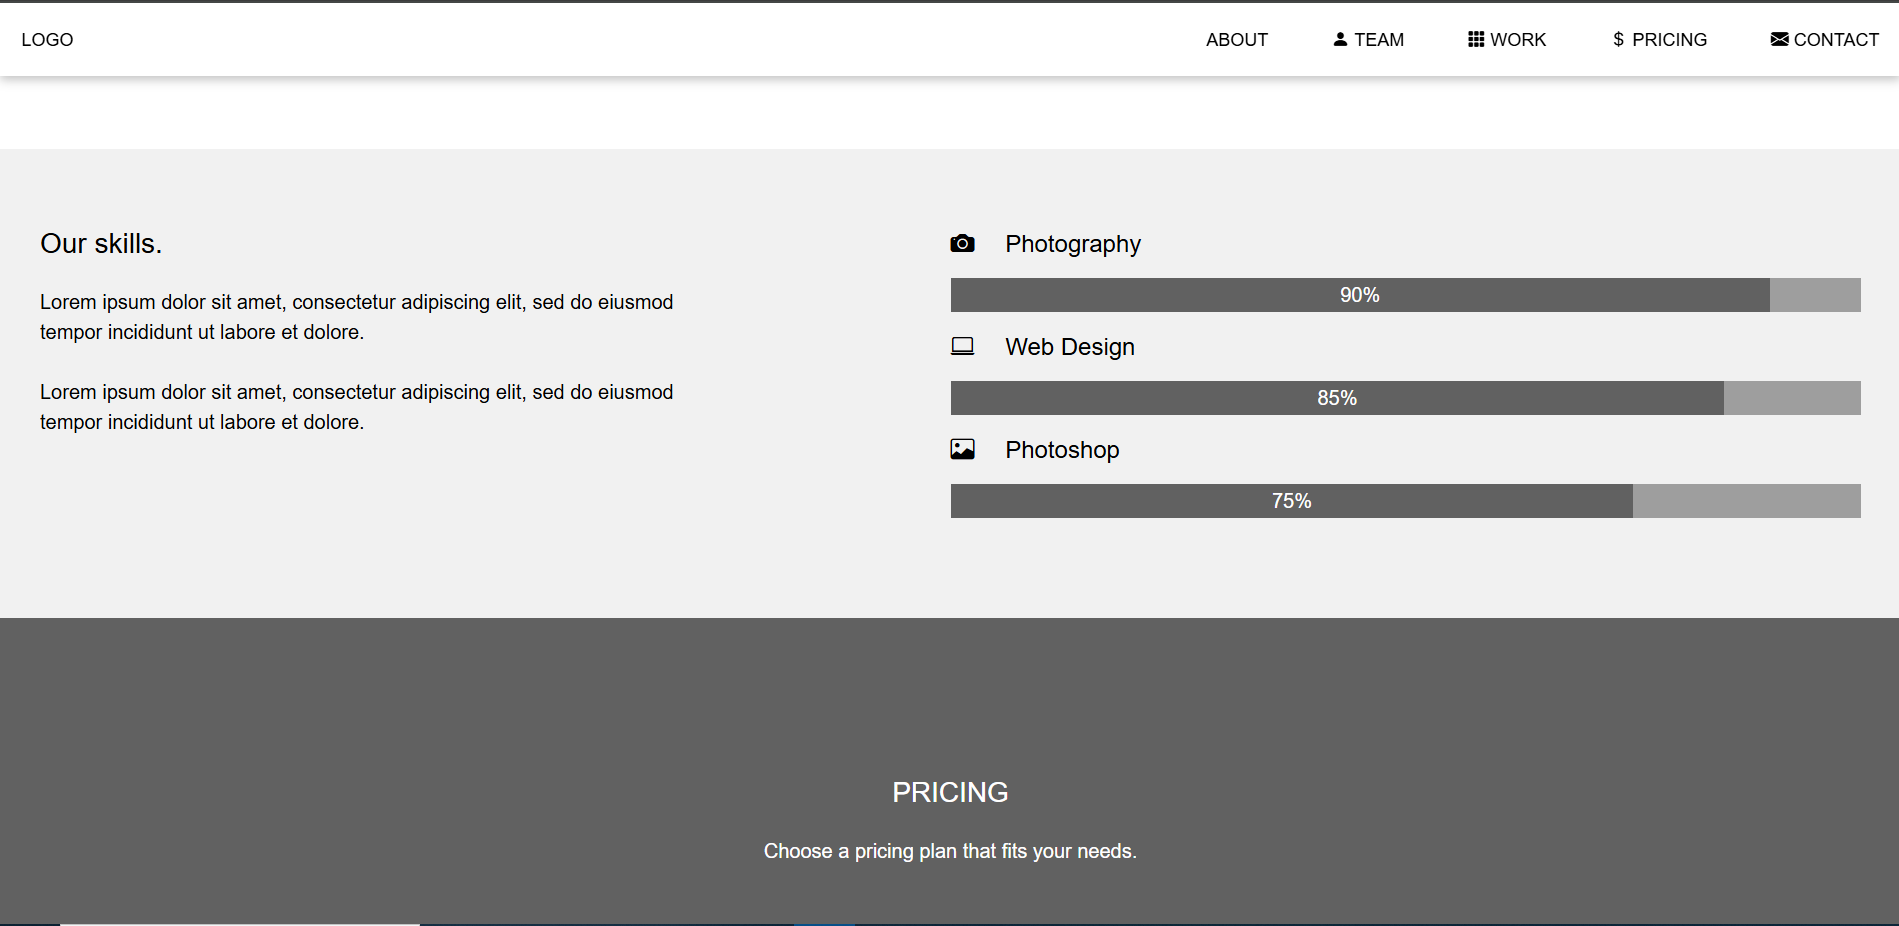 LOGO
ABOUT
TEAM
WORK
$ PRICING
CONTACT
Our skills.
Lorem ipsum dolor sit amet, consectetur adipiscing elit, sed do eiusmod
tempor incididunt ut labore et dolore.
Lorem ipsum dolor sit amet, consectetur adipiscing elit, sed do eiusmod
tempor incididunt ut labore et dolore.
Photography
90%
Web Design
85%
Photoshop
75%
PRICING
Choose a pricing plan that fits your needs.